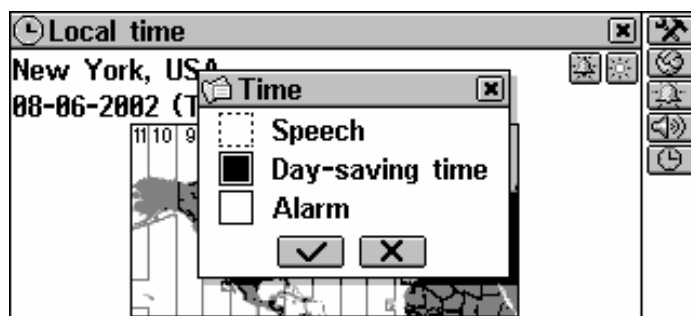 Local time
New York, USA
08-06-2002 (T
Time
Speech
Day-saving time
Alarm
11 10 9